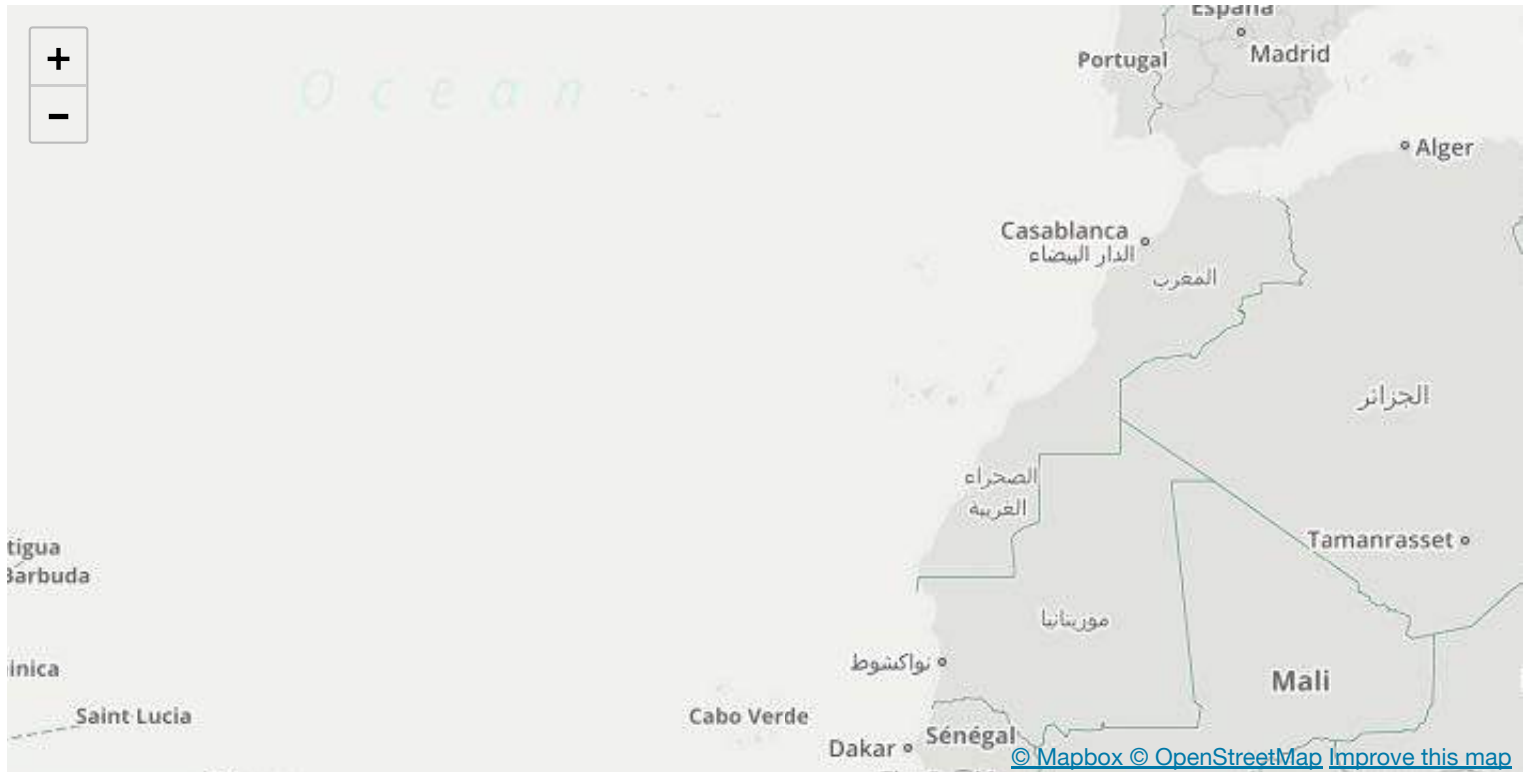 España
+
Madrid
Portugal
Ocean
−
Alger
Casablanca
الدار البيضاء
المغرب
الجزائر
الصحراء
الغربية
Tamanrasset
tigua
Barbuda
موريتانيا
نواكشوط
inica
Mali
Saint Lucia
Cabo Verde
Sénégal
Dakar
© Mapbox © OpenStreetMap Improve this map